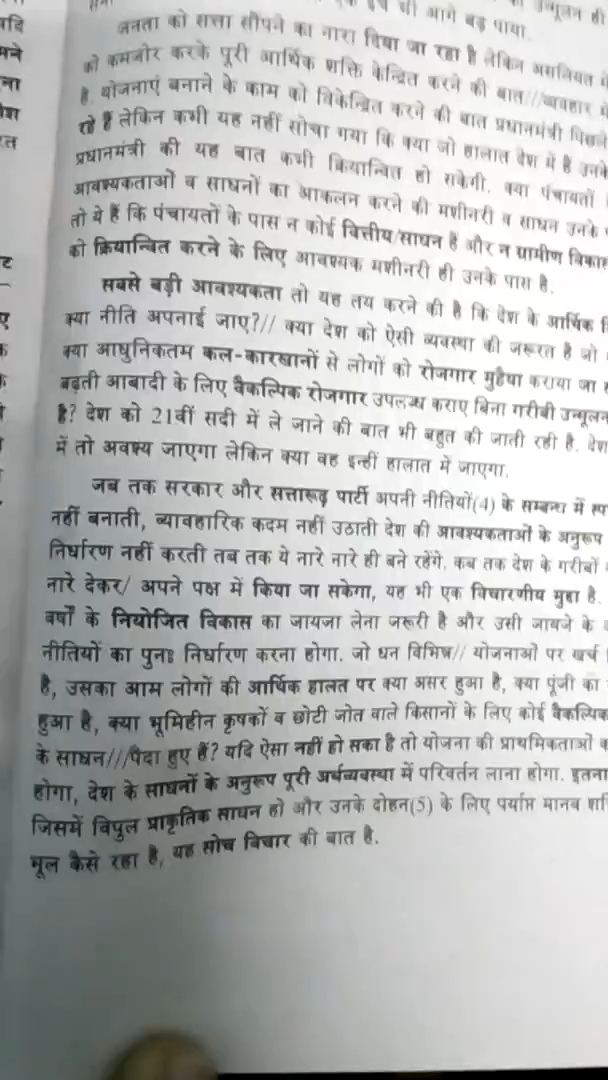 थी आगे बढ़ पाया.
जनता को सत्ता सौंपने का नारा दिया जा रहा है लेकिन असलियत में
को कमजोर करके पूरी आर्थिक शक्ति केन्द्रित करने की बात///व्यवहार में
है. योजनाएं बनाने के काम को विकेन्द्रित करने की बात प्रधानमंत्री पिछले
रहे हैं लेकिन कभी यह नहीं सोचा गया कि क्या जो हालात देश में हैं उनके
प्रधानमंत्री की यह बात कभी क्रियान्वित हो सकेगी. क्या पंचायतों
आवश्यकताओं व साधनों का आकलन करने की मशीनरी व साधन उनके
तो ये हैं कि पंचायतों के पास न कोई वित्तीय/साधन है और न ग्रामीण विकास
को क्रियान्वित करने के लिए आवश्यक मशीनरी ही उनके पास है.
सबसे बड़ी आवश्यकता तो यह तय करने की है कि देश के आर्थिक
क्या नीति अपनाई जाए?// क्या देश को ऐसी व्यवस्था की जरूरत है जो
क्या आधुनिकतम कल-कारखानों से लोगों को रोजगार मुहैया कराया जा
बढ़ती आबादी के लिए वैकल्पिक रोजगार उपलब्ध कराए बिना गरीबी उन्मूलन
है? देश को 21वीं सदी में ले जाने की बात भी बहुत की जाती रही है. देश
में तो अवश्य जाएगा लेकिन क्या वह इन्हीं हालात में जाएगा.
जब तक सरकार और सत्तारूढ़ पार्टी अपनी नीतियों(4) के सम्बन्ध में
नहीं बनाती, व्यावहारिक कदम नहीं उठाती देश की आवश्यकताओं के अनुरूप
निर्धारण नहीं करती तब तक ये नारे नारे ही बने रहेंगे. कब तक देश के गरीबों
नारे देकर/ अपने पक्ष में किया जा सकेगा, यह भी एक विचारणीय मुद्दा है.
वर्षों के नियोजित विकास का जायजा लेना जरूरी है और उसी जायजे के
नीतियों का पुनः निर्धारण करना होगा. जो धन विभिन्न// योजनाओं पर खर्च
है, उसका आम लोगों की आर्थिक हालत पर क्या असर हुआ है, क्या पूंजी का
हुआ है, क्या भूमिहीन कृषकों व छोटी जोत वाले किसानों के लिए कोई वैकल्पिक
के साधन///पैदा हुए हैं? यदि ऐसा नहीं हो सका है तो योजना की प्राथमिकताओं
होगा, देश के साधनों के अनुरूप पूरी अर्थव्यवस्था में परिवर्तन लाना होगा. इतना
जिसमें विपुल प्राकृतिक साधन हो और उनके दोहन(5) के लिए पर्याप्त मानव
भूल कैसे रहा है, यह सोच विचार की बात है.